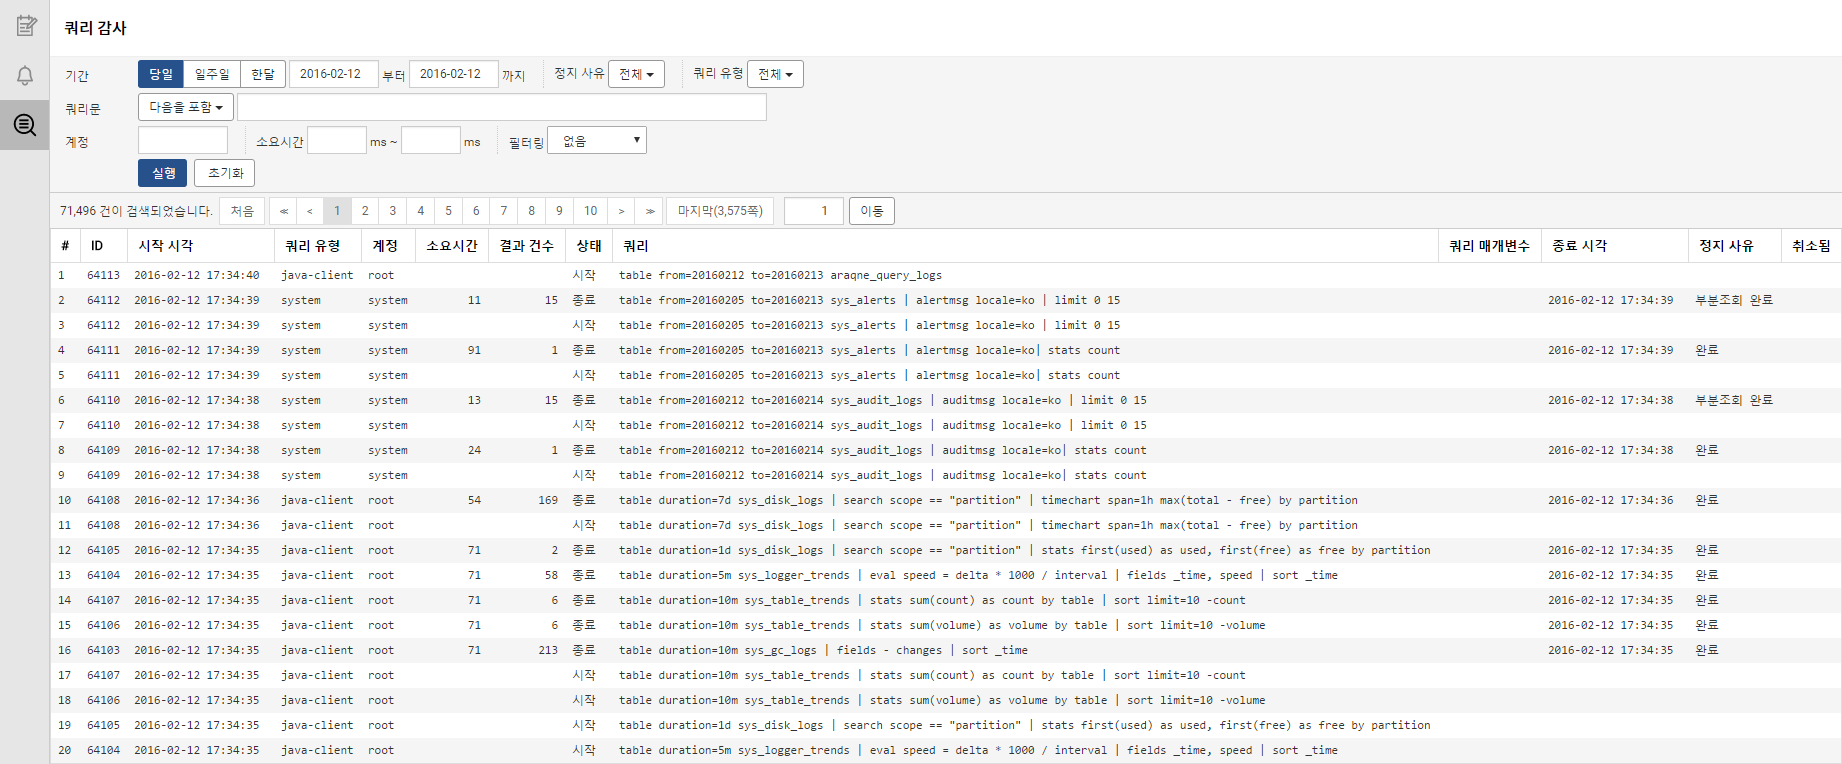 쿼리 감사
기간 당일 일주일 한달 2016-02-12 부터 2016-02-12 까지 정지 사유 전체 쿼리 유형 전체
쿼리문 다음을 포함
계정 소요시간 ms ~ ms 필터링 없음
실행 초기화
71,496 건이 검색되었습니다. 처음 ≪ < 1 2 3 4 5 6 7 8 9 10 > ≫ 마지막(3,575쪽) 1 이동
# ID 시작 시각 쿼리 유형 계정 소요시간 결과 건수 상태 쿼리 쿼리 매개변수 종료 시각 정지 사유 취소됨
1 64113 2016-02-12 17:34:40 java-client root 시작 table from=20160212 to=20160213 araqne_query_logs
2 64112 2016-02-12 17:34:39 system system 11 15 종료 table from=20160205 to=20160213 sys_alerts | alertmsg locale=ko | limit 0 15 2016-02-12 17:34:39 부분조회 완료
3 64112 2016-02-12 17:34:39 system system 시작 table from=20160205 to=20160213 sys_alerts | alertmsg locale=ko | limit 0 15
4 64111 2016-02-12 17:34:39 system system 91 1 종료 table from=20160205 to=20160213 sys_alerts | alertmsg locale=ko| stats count 2016-02-12 17:34:39 완료
5 64111 2016-02-12 17:34:39 system system 시작 table from=20160205 to=20160213 sys_alerts | alertmsg locale=ko| stats count
6 64110 2016-02-12 17:34:38 system system 13 15 종료 table from=20160212 to=20160214 sys_audit_logs | auditmsg locale=ko | limit 0 15 2016-02-12 17:34:38 부분조회 완료
7 64110 2016-02-12 17:34:38 system system 시작 table from=20160212 to=20160214 sys_audit_logs | auditmsg locale=ko | limit 0 15
8 64109 2016-02-12 17:34:38 system system 24 1 종료 table from=20160212 to=20160214 sys_audit_logs | auditmsg locale=ko| stats count 2016-02-12 17:34:38 완료
9 64109 2016-02-12 17:34:38 system system 시작 table from=20160212 to=20160214 sys_audit_logs | auditmsg locale=ko| stats count
10 64108 2016-02-12 17:34:36 java-client root 54 169 종료 table duration=7d sys_disk_logs | search scope == "partition" | timechart span=1h max(total - free) by partition 2016-02-12 17:34:36 완료
11 64108 2016-02-12 17:34:36 java-client root 시작 table duration=7d sys_disk_logs | search scope == "partition" | timechart span=1h max(total - free) by partition
12 64105 2016-02-12 17:34:35 java-client root 71 2 종료 table duration=1d sys_disk_logs | search scope == "partition" | stats first(used) as used, first(free) as free by partition 2016-02-12 17:34:35 완료
13 64104 2016-02-12 17:34:35 java-client root 71 58 종료 table duration=5m sys_logger_trends | eval speed = delta * 1000 / interval | fields _time, speed | sort _time 2016-02-12 17:34:35 완료
14 64107 2016-02-12 17:34:35 java-client root 71 6 종료 table duration=10m sys_table_trends | stats sum(count) as count by table | sort limit=10 -count 2016-02-12 17:34:35 완료
15 64106 2016-02-12 17:34:35 java-client root 71 6 종료 table duration=10m sys_table_trends | stats sum(volume) as volume by table | sort limit=10 -volume 2016-02-12 17:34:35 완료
16 64103 2016-02-12 17:34:35 java-client root 71 213 종료 table duration=10m sys_gc_logs | fields - changes | sort _time 2016-02-12 17:34:35 완료
17 64107 2016-02-12 17:34:35 java-client root 시작 table duration=10m sys_table_trends | stats sum(count) as count by table | sort limit=10 -count
18 64106 2016-02-12 17:34:35 java-client root 시작 table duration=10m sys_table_trends | stats sum(volume) as volume by table | sort limit=10 -volume
19 64105 2016-02-12 17:34:35 java-client root 시작 table duration=1d sys_disk_logs | search scope == "partition" | stats first(used) as used, first(free) as free by partition
20 64104 2016-02-12 17:34:35 java-client root 시작 table duration=5m sys_logger_trends | eval speed = delta * 1000 / interval | fields _time, speed | sort _time